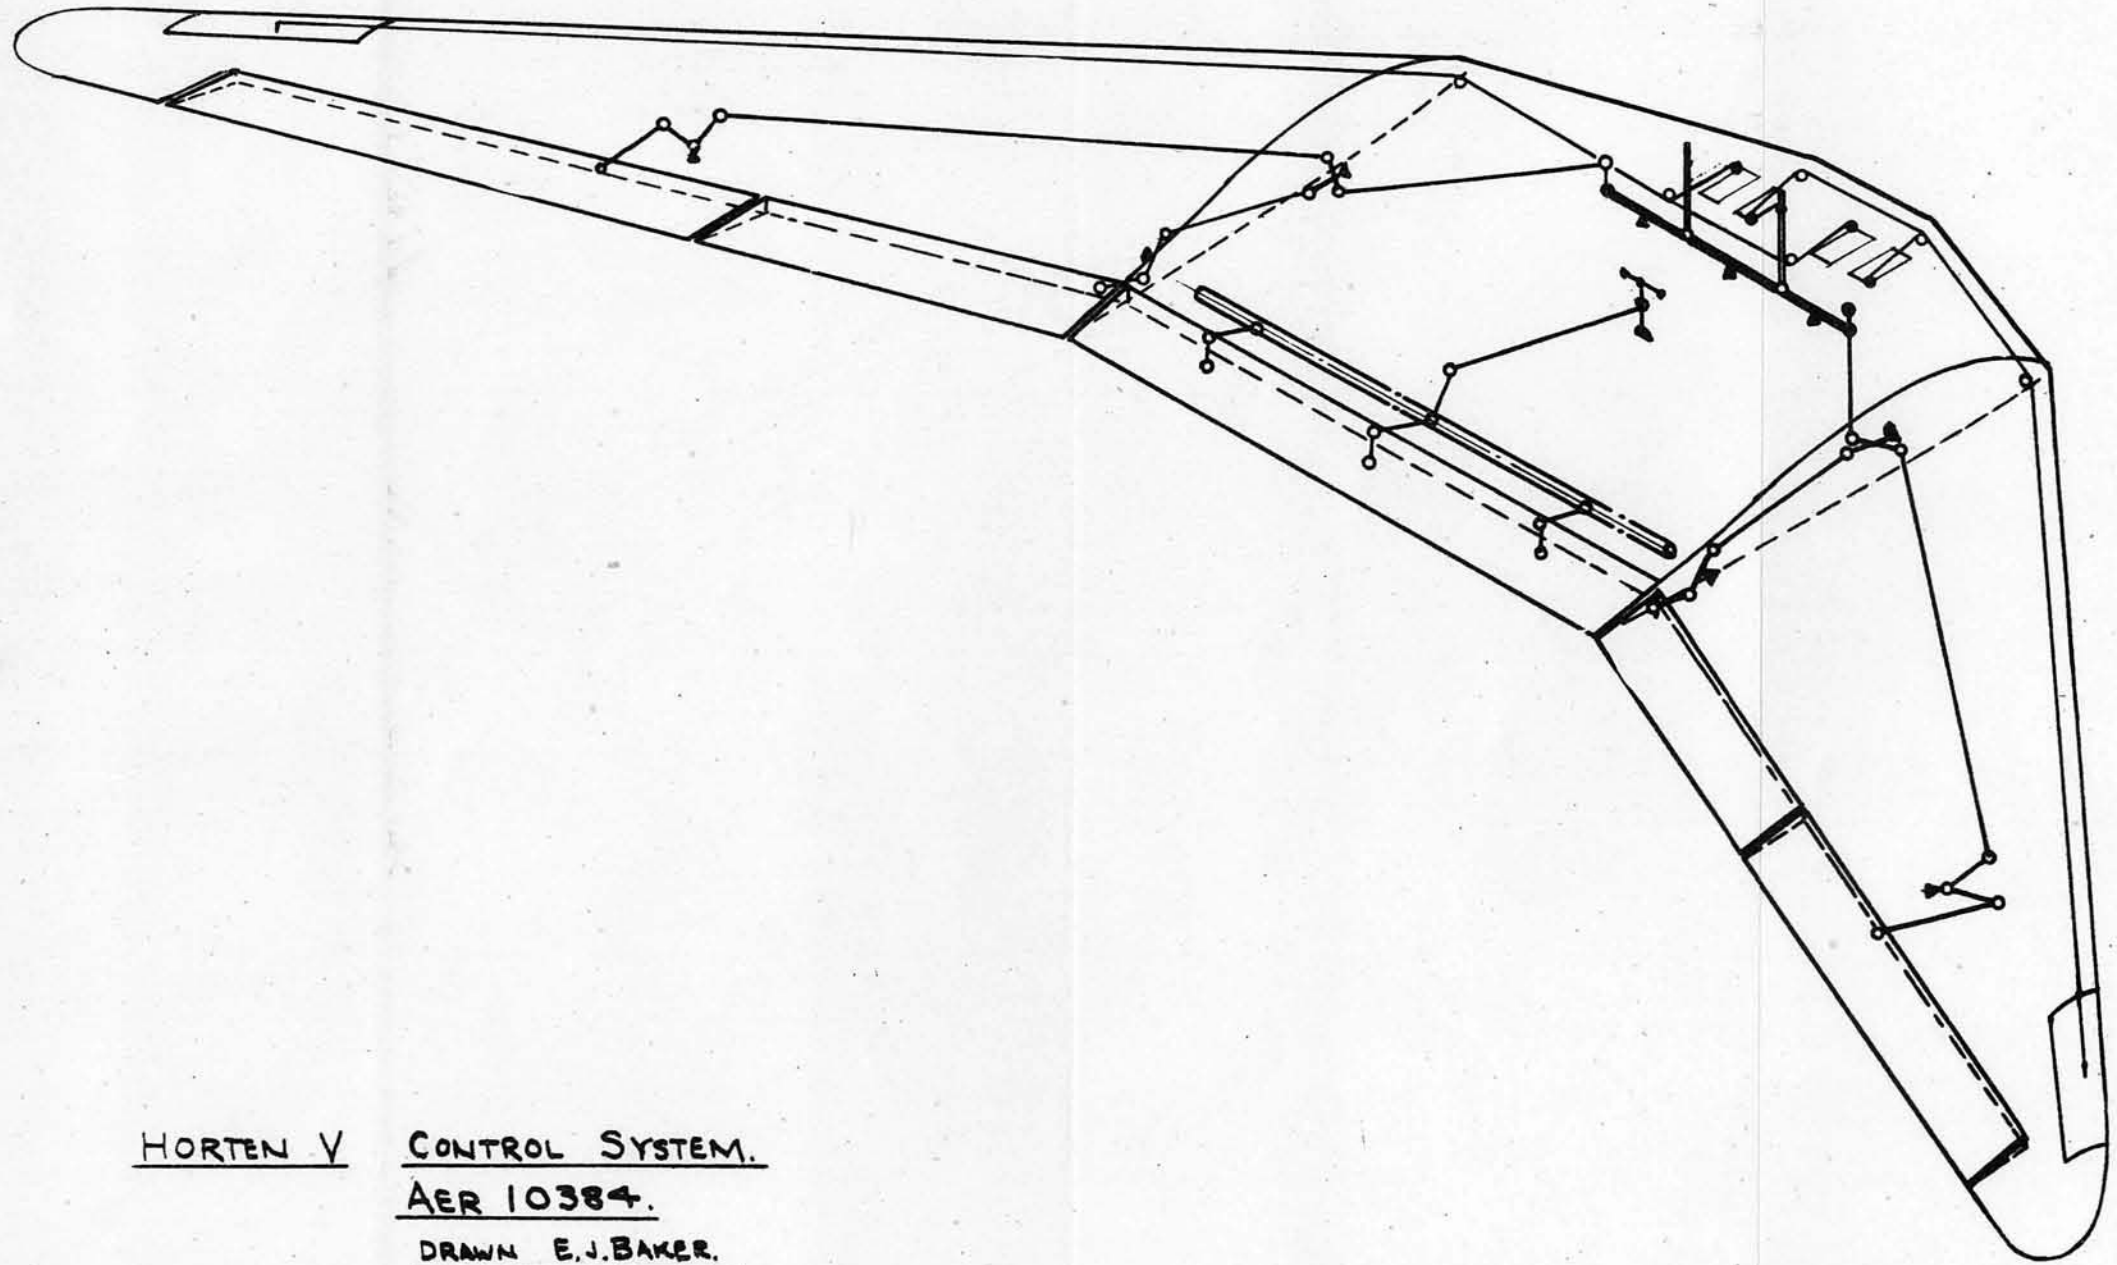 HORTEN V CONTROL SYSTEM.
AER 10384.
DRAWN E.J.BAKER.